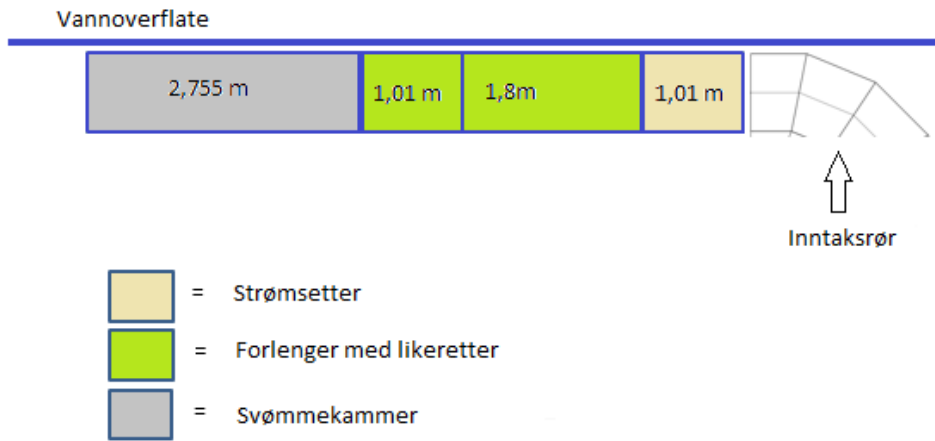 Vannoverflate
2,755 m 1,01 m 1,8m 1,01 m
Inntaksrør
= Strømsetter
= Forlenger med likeretter
= Svømmekammer